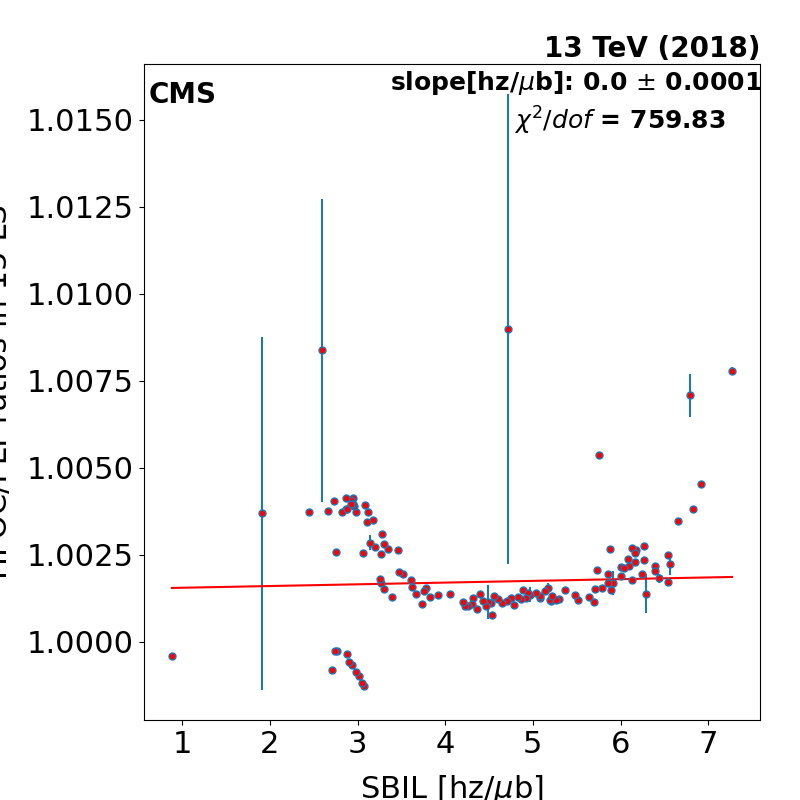 13 TeV (2018)
CMS
slope[hz/μb]: 0.0 ± 0.0001
χ²/dof = 759.83
1.0150
1.0125
1.0100
1.0075
1.0050
1.0025
1.0000
1 2 3 4 5 6 7
SBIL [hz/μb]